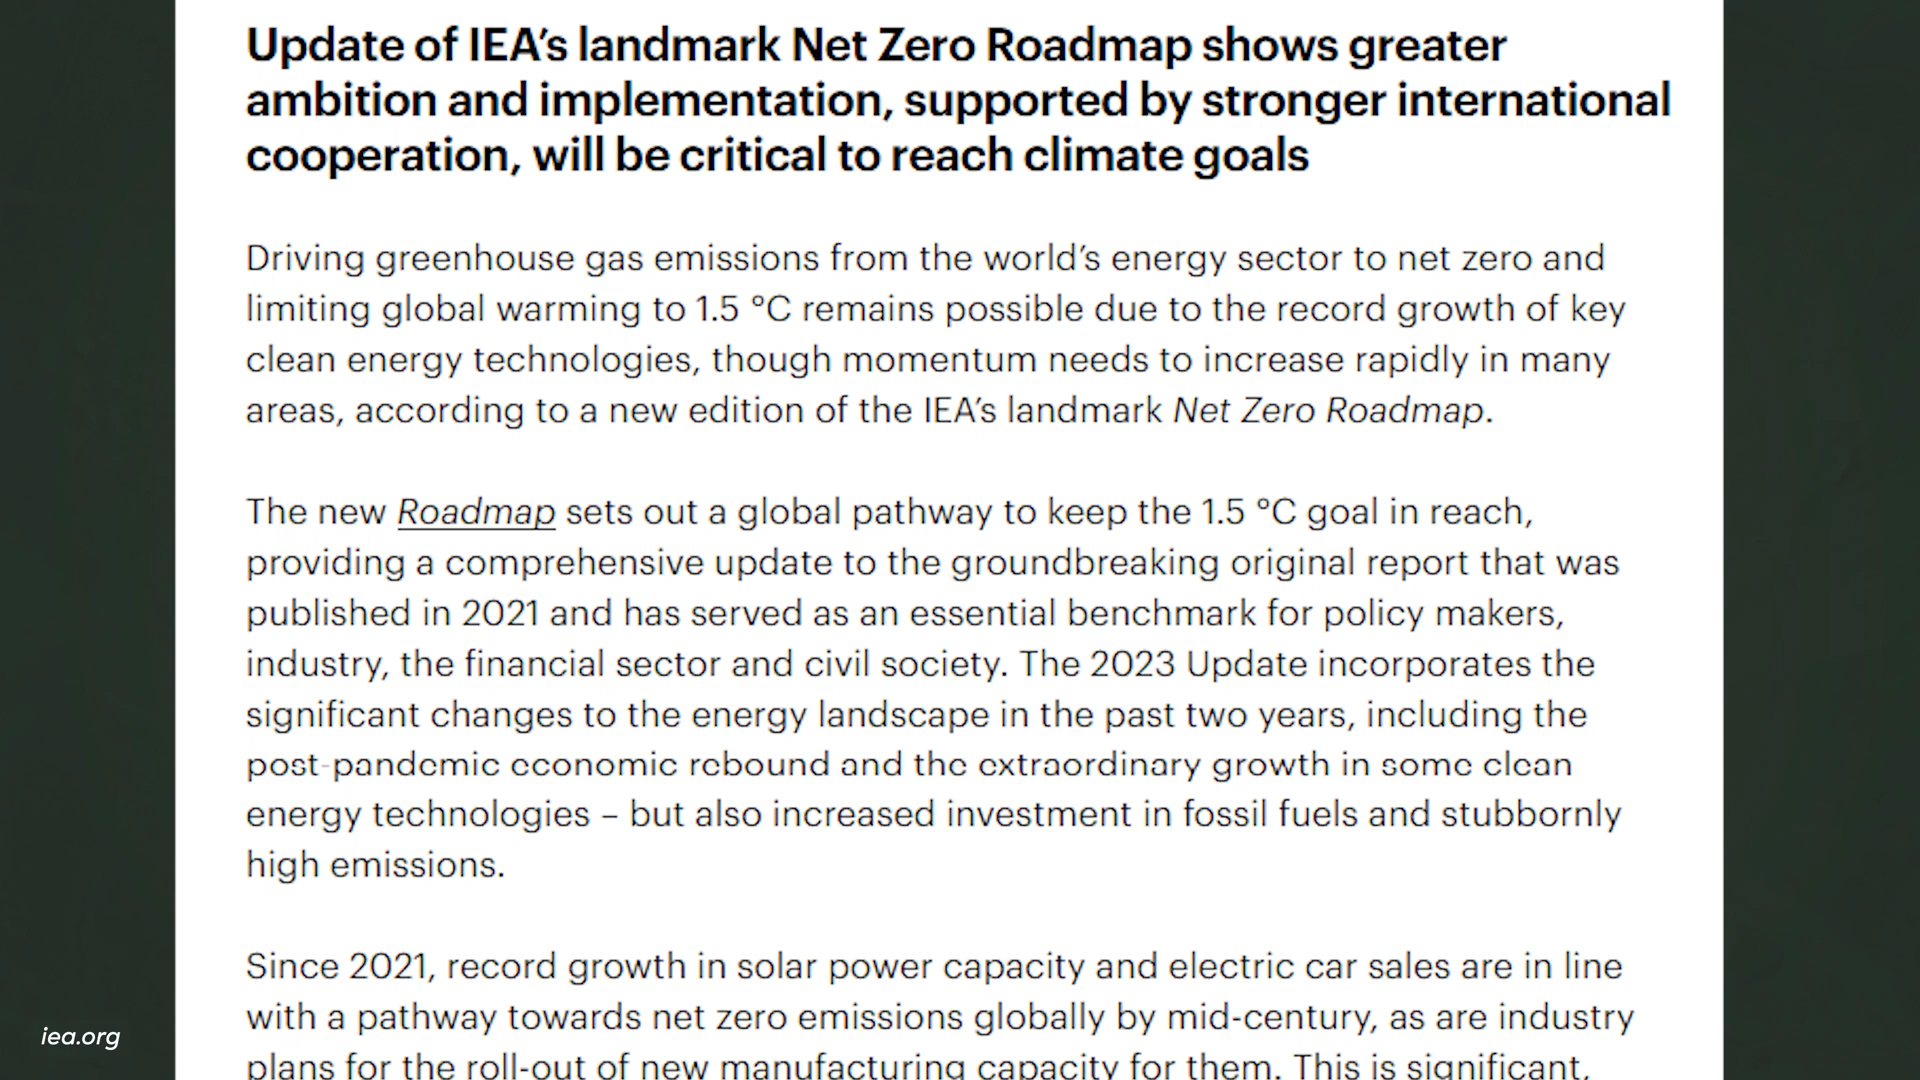 Update of IEA’s landmark Net Zero Roadmap shows greater
ambition and implementation, supported by stronger international
cooperation, will be critical to reach climate goals
Driving greenhouse gas emissions from the world’s energy sector to net zero and
limiting global warming to 1.5 °C remains possible due to the record growth of key
clean energy technologies, though momentum needs to increase rapidly in many
areas, according to a new edition of the IEA’s landmark Net Zero Roadmap.
The new Roadmap sets out a global pathway to keep the 1.5 °C goal in reach,
providing a comprehensive update to the groundbreaking original report that was
published in 2021 and has served as an essential benchmark for policy makers,
industry, the financial sector and civil society. The 2023 Update incorporates the
significant changes to the energy landscape in the past two years, including the
post-pandemic economic rebound and the extraordinary growth in some clean
energy technologies – but also increased investment in fossil fuels and stubbornly
high emissions.
Since 2021, record growth in solar power capacity and electric car sales are in line
with a pathway towards net zero emissions globally by mid-century, as are industry
plans for the roll-out of new manufacturing capacity for them. This is significant,
iea.org